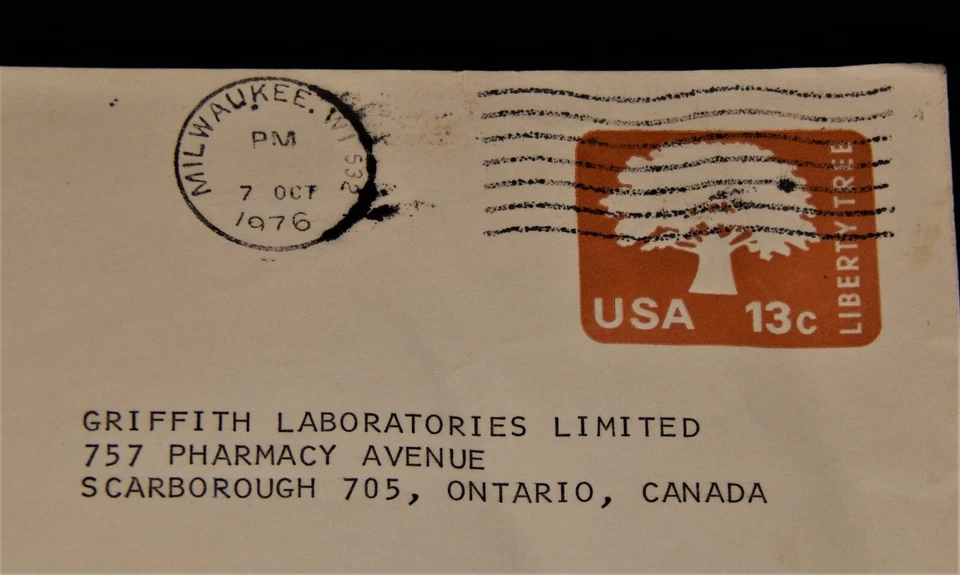 MILWAUKEE, WI 532
PM
7 OCT
1976
LIBERTY TREE
USA 13c
GRIFFITH LABORATORIES LIMITED
757 PHARMACY AVENUE
SCARBOROUGH 705, ONTARIO, CANADA